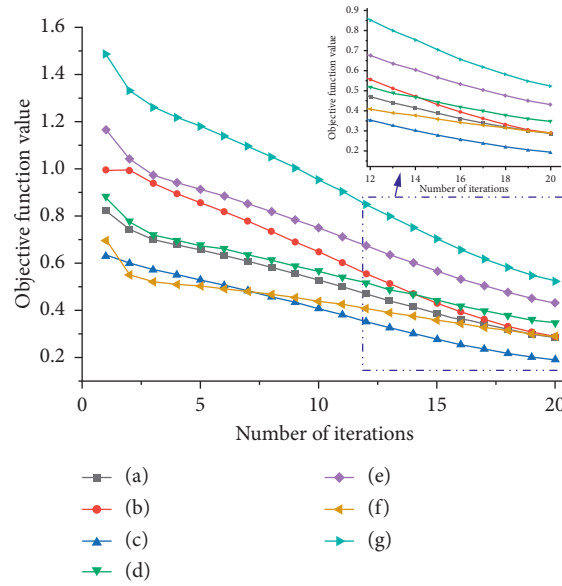 1.6
1.4
1.2
1.0
0.8
0.6
0.4
0.2
Objective function value
0
5
10
15
20
Number of iterations
0.9
0.8
0.7
0.6
0.5
0.4
0.3
0.2
Objective function value
12
14
16
18
20
Number of iterations
(a)
(b)
(c)
(d)
(e)
(f)
(g)